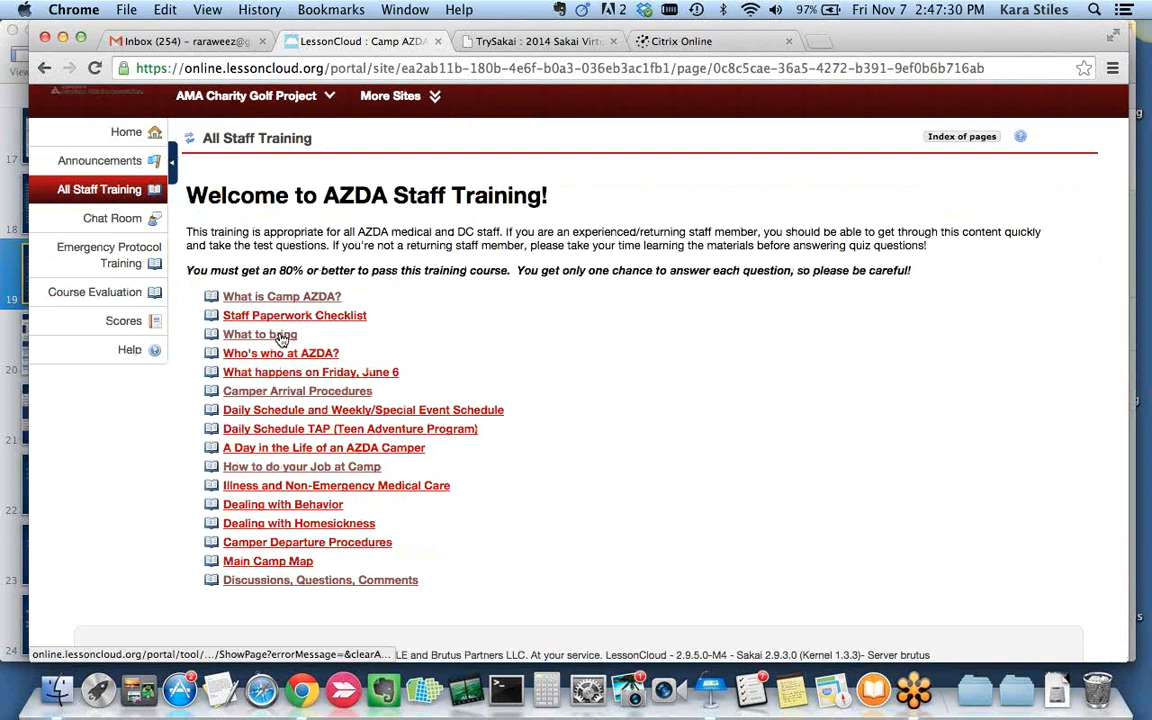 Chrome File Edit View History Bookmarks Window Help 2 97% Fri Nov 7 2:47:30 PM Kara Stiles
Inbox (254) – raraweez@g × LessonCloud : Camp AZDA × TrySakai : 2014 Sakai Virtu × Citrix Online ×
https://online.lessoncloud.org/portal/site/ea2ab11b-180b-4e6f-b0a3-036eb3ac1fb1/page/0c8c5cae-36a5-4272-b391-9ef0b6b716ab
AMA Charity Golf Project More Sites
Home
Announcements
All Staff Training
Chat Room
Emergency Protocol
Training
Course Evaluation
Scores
Help
All Staff Training Index of pages
Welcome to AZDA Staff Training!
This training is appropriate for all AZDA medical and DC staff. If you are an experienced/returning staff member, you should be able to get through this content quickly
and take the test questions. If you're not a returning staff member, please take your time learning the materials before answering quiz questions!
You must get an 80% or better to pass this training course. You get only one chance to answer each question, so please be careful!
What is Camp AZDA?
Staff Paperwork Checklist
What to bring
Who's who at AZDA?
What happens on Friday, June 6
Camper Arrival Procedures
Daily Schedule and Weekly/Special Event Schedule
Daily Schedule TAP (Teen Adventure Program)
A Day in the Life of an AZDA Camper
How to do your Job at Camp
Illness and Non-Emergency Medical Care
Dealing with Behavior
Dealing with Homesickness
Camper Departure Procedures
Main Camp Map
Discussions, Questions, Comments
online.lessoncloud.org/portal/tool/.../ShowPage?errorMessage=&clearA... LE and Brutus Partners LLC. At your service. LessonCloud - 2.9.5.0-M4 - Sakai 2.9.3.0 (Kernel 1.3.3)- Server brutus
17
18
19
20
21
22
23
24